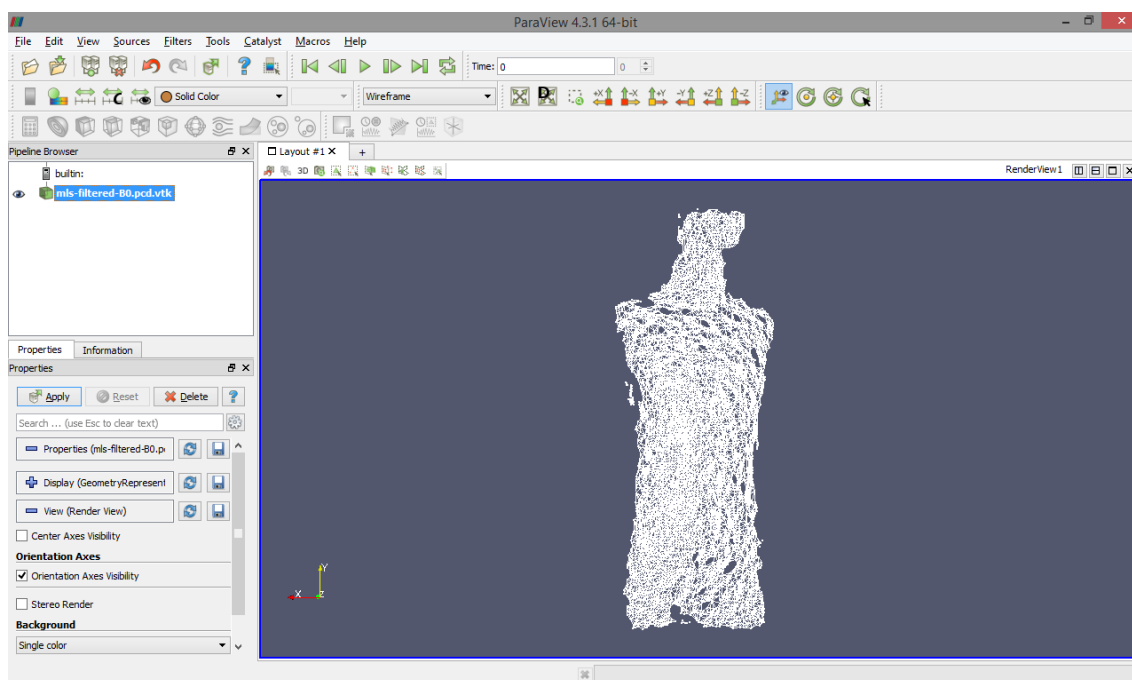 ParaView 4.3.1 64-bit
File Edit View Sources Filters Tools Catalyst Macros Help
Time: 0 0
Solid Color Wireframe +X -X +Y -Y +Z -Z
Pipeline Browser
Layout #1 X +
builtin:
3D
RenderView1
mls-filtered-B0.pcd.vtk
Properties Information
Properties
Apply Reset Delete ?
Search ... (use Esc to clear text)
Properties (mls-filtered-B0.p
Display (GeometryRepresent
View (Render View)
Center Axes Visibility
Orientation Axes
Orientation Axes Visibility
Stereo Render
Background
Single color
Y
X Z